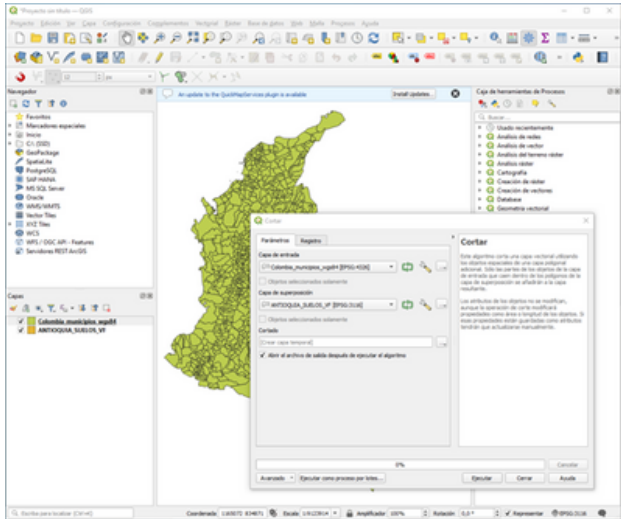 *Proyecto sin título — QGIS
Proyecto Edición Ver Capa Configuración Complementos Vectorial Ráster Base de datos Web Malla Procesos Ayuda
Navegador
Favoritos
Marcadores espaciales
Inicio
C:\ (SSD)
GeoPackage
SpatiaLite
PostgreSQL
SAP HANA
MS SQL Server
Oracle
WMS/WMTS
Vector Tiles
XYZ Tiles
WCS
WFS / OGC API - Features
Servidores REST ArcGIS
Capas
Colombia_municipios_wgs84
ANTIOQUIA_SUELOS_VF
An update to the QuickMapServices plugin is available
Install Updates...
Caja de herramientas de Procesos
Buscar...
Usado recientemente
Análisis de redes
Análisis de vector
Análisis del terreno ráster
Análisis ráster
Cartografía
Creación de ráster
Creación de vectores
Database
Geometría vectorial
Cortar
Parámetros Registro
Capa de entrada
Colombia_municipios_wgs84 [EPSG:4326]
Objetos seleccionados solamente
Capa de superposición
ANTIOQUIA_SUELOS_VF [EPSG:3116]
Objetos seleccionados solamente
Cortado
[Crear capa temporal]
Abrir el archivo de salida después de ejecutar el algoritmo
Cortar
Este algoritmo corta una capa vectorial utilizando
los objetos espaciales de una capa poligonal
adicional. Sólo las partes de los objetos de la capa
de entrada que caen dentro de los polígonos de la
capa de superposición se añadirán a la capa
resultante.
Los atributos de los objetos no se modifican,
aunque la operación de corte modificará
propiedades como área o longitud de los objetos. Si
esas propiedades están guardadas como atributos
tendrán que actualizarse manualmente.
0%
Cancelar
Avanzado Ejecutar como proceso por lotes...
Ejecutar Cerrar Ayuda
Escriba para localizar (Ctrl+K)
Coordenada
Escala
Amplificador 100%
Rotación 0,0 °
Representar
EPSG:3116